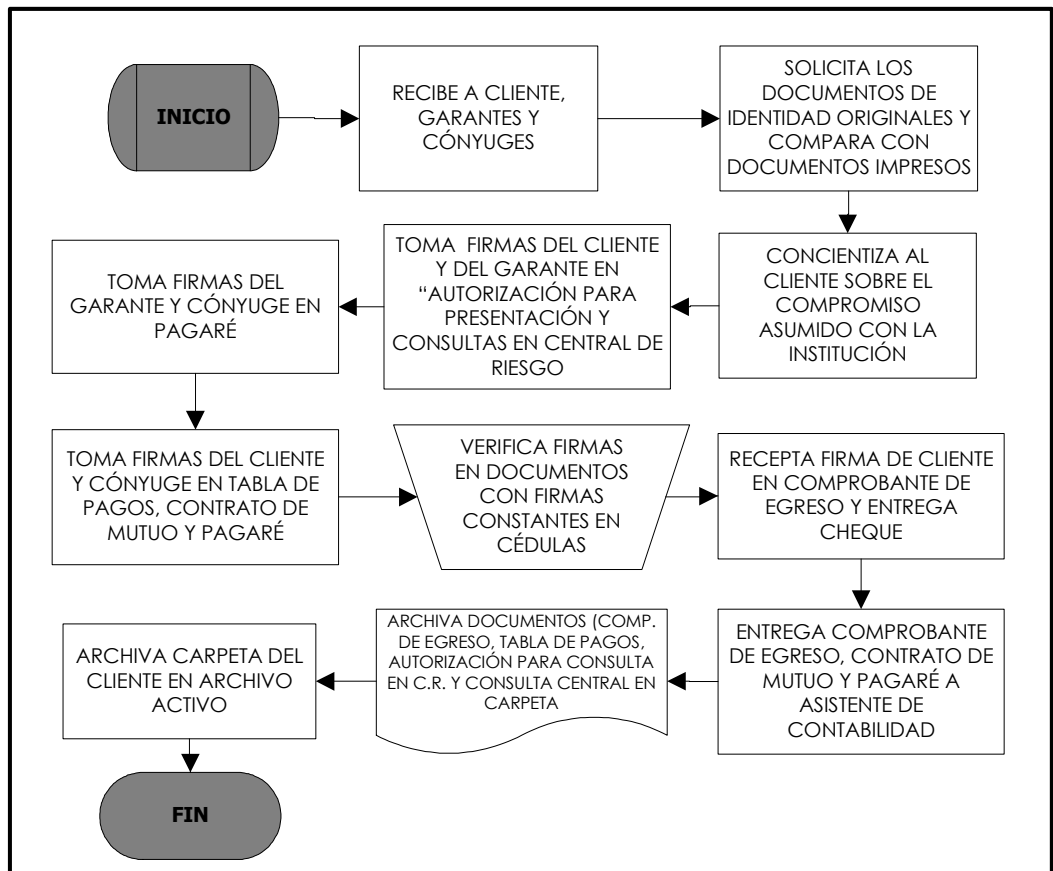 INICIO
RECIBE A CLIENTE,
GARANTES Y
CÓNYUGES
SOLICITA LOS
DOCUMENTOS DE
IDENTIDAD ORIGINALES Y
COMPARA CON
DOCUMENTOS IMPRESOS
CONCIENTIZA AL
CLIENTE SOBRE EL
COMPROMISO
ASUMIDO CON LA
INSTITUCIÓN
TOMA FIRMAS DEL CLIENTE
Y DEL GARANTE EN
“AUTORIZACIÓN PARA
PRESENTACIÓN Y
CONSULTAS EN CENTRAL DE
RIESGO
TOMA FIRMAS DEL
GARANTE Y CÓNYUGE EN
PAGARÉ
TOMA FIRMAS DEL CLIENTE
Y CÓNYUGE EN TABLA DE
PAGOS, CONTRATO DE
MUTUO Y PAGARÉ
VERIFICA FIRMAS
EN DOCUMENTOS
CON FIRMAS
CONSTANTES EN
CÉDULAS
RECEPTA FIRMA DE CLIENTE
EN COMPROBANTE DE
EGRESO Y ENTREGA
CHEQUE
ENTREGA COMPROBANTE
DE EGRESO, CONTRATO DE
MUTUO Y PAGARÉ A
ASISTENTE DE
CONTABILIDAD
ARCHIVA DOCUMENTOS (COMP.
DE EGRESO, TABLA DE PAGOS,
AUTORIZACIÓN PARA CONSULTA
EN C.R. Y CONSULTA CENTRAL EN
CARPETA
ARCHIVA CARPETA DEL
CLIENTE EN ARCHIVO
ACTIVO
FIN